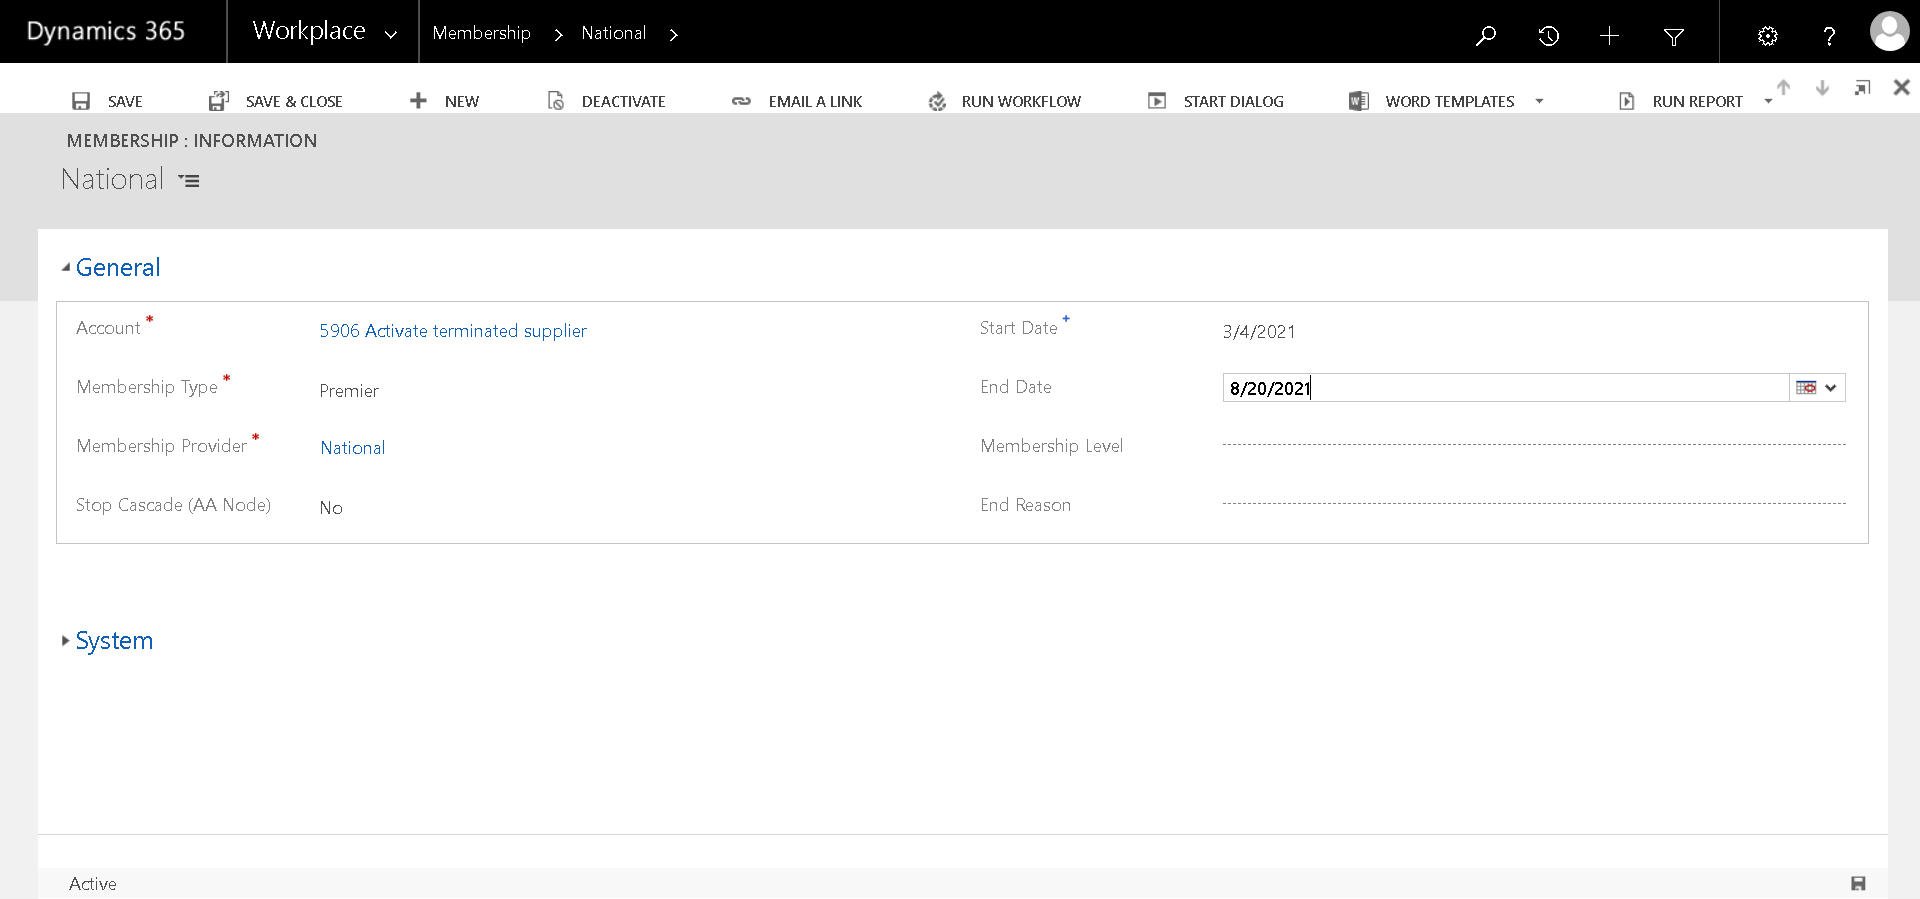 Dynamics 365
Workplace
Membership
National
SAVE
SAVE & CLOSE
NEW
DEACTIVATE
EMAIL A LINK
RUN WORKFLOW
START DIALOG
WORD TEMPLATES
RUN REPORT
MEMBERSHIP : INFORMATION
National
General
Account * 5906 Activate terminated supplier
Start Date + 3/4/2021
Membership Type * Premier
End Date 8/20/2021
Membership Provider * National
Membership Level
Stop Cascade (AA Node) No
End Reason
System
Active